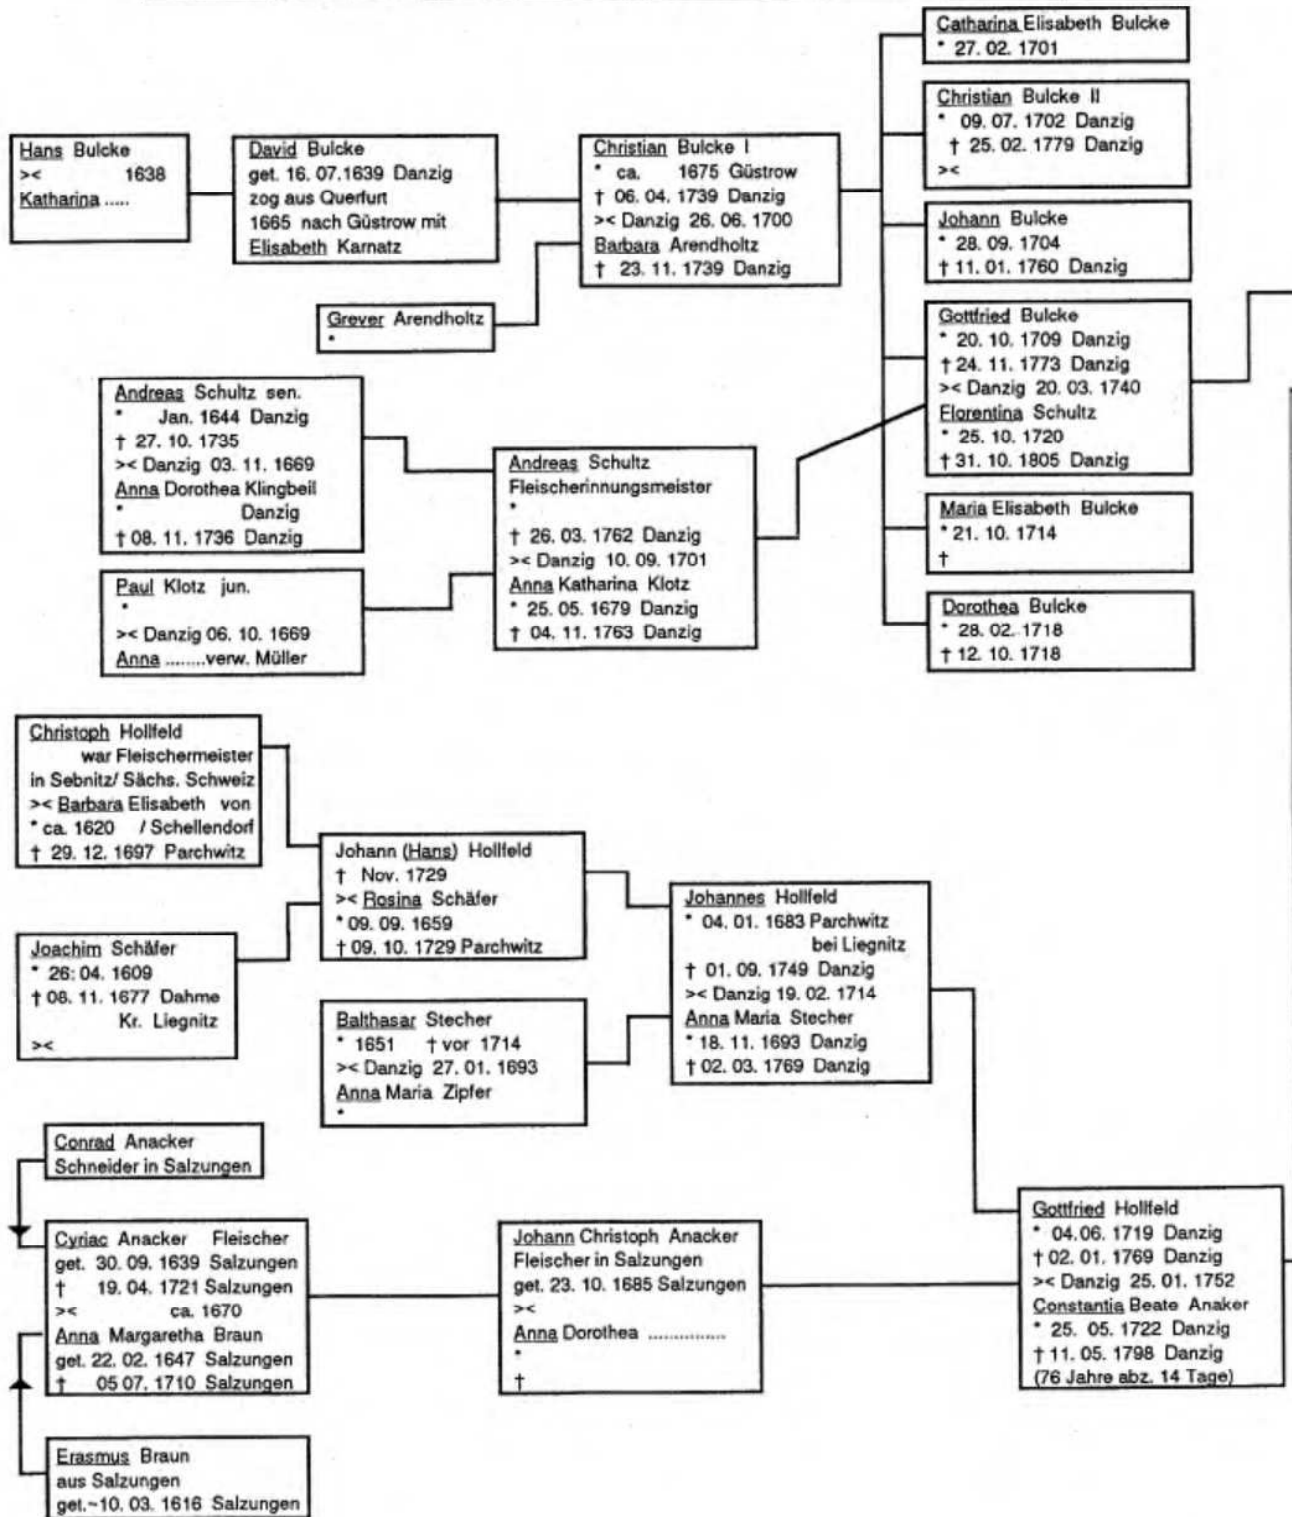 Catharina Elisabeth Bulcke
* 27. 02. 1701
Christian Bulcke II
* 09. 07. 1702 Danzig
† 25. 02. 1779 Danzig
><
Hans Bulcke
>< 1638
Katharina .....
David Bulcke
get. 16. 07.1639 Danzig
zog aus Querfurt
1665 nach Güstrow mit
Elisabeth Karnatz
Christian Bulcke I
* ca. 1675 Güstrow
† 06. 04. 1739 Danzig
>< Danzig 26. 06. 1700
Barbara Arendholtz
† 23. 11. 1739 Danzig
Johann Bulcke
* 28. 09. 1704
† 11. 01. 1760 Danzig
Grever Arendholtz
*
Gottfried Bulcke
* 20. 10. 1709 Danzig
† 24. 11. 1773 Danzig
>< Danzig 20. 03. 1740
Florentina Schultz
* 25. 10. 1720
† 31. 10. 1805 Danzig
Andreas Schultz sen.
* Jan. 1644 Danzig
† 27. 10. 1735
>< Danzig 03. 11. 1669
Anna Dorothea Klingbeil
* Danzig
† 08. 11. 1736 Danzig
Andreas Schultz
Fleischerinnungsmeister
*
† 26. 03. 1762 Danzig
>< Danzig 10. 09. 1701
Anna Katharina Klotz
* 25. 05. 1679 Danzig
† 04. 11. 1763 Danzig
Maria Elisabeth Bulcke
* 21. 10. 1714
†
Paul Klotz jun.
*
>< Danzig 06. 10. 1669
Anna ........verw. Müller
Dorothea Bulcke
* 28. 02. 1718
† 12. 10. 1718
Christoph Hollfeld
war Fleischermeister
in Sebnitz/ Sächs. Schweiz
>< Barbara Elisabeth von
* ca. 1620 / Schellendorf
† 29. 12. 1697 Parchwitz
Johann (Hans) Hollfeld
† Nov. 1729
>< Rosina Schäfer
* 09. 09. 1659
† 09. 10. 1729 Parchwitz
Johannes Hollfeld
* 04. 01. 1683 Parchwitz
bei Liegnitz
† 01. 09. 1749 Danzig
>< Danzig 19. 02. 1714
Anna Maria Stecher
* 18. 11. 1693 Danzig
† 02. 03. 1769 Danzig
Joachim Schäfer
* 26: 04. 1609
† 08. 11. 1677 Dahme
Kr. Liegnitz
><
Balthasar Stecher
* 1651 † vor 1714
>< Danzig 27. 01. 1693
Anna Maria Zipfer
*
Conrad Anacker
Schneider in Salzungen
Cyriac Anacker Fleischer
get. 30. 09. 1639 Salzungen
† 19. 04. 1721 Salzungen
>< ca. 1670
Anna Margaretha Braun
get. 22. 02. 1647 Salzungen
† 05 07. 1710 Salzungen
Johann Christoph Anacker
Fleischer in Salzungen
get. 23. 10. 1685 Salzungen
><
Anna Dorothea ...............
*
†
Gottfried Hollfeld
* 04.06. 1719 Danzig
† 02. 01. 1769 Danzig
>< Danzig 25. 01. 1752
Constantia Beate Anaker
* 25. 05. 1722 Danzig
† 11. 05. 1798 Danzig
(76 Jahre abz. 14 Tage)
Erasmus Braun
aus Salzungen
get.~10. 03. 1616 Salzungen